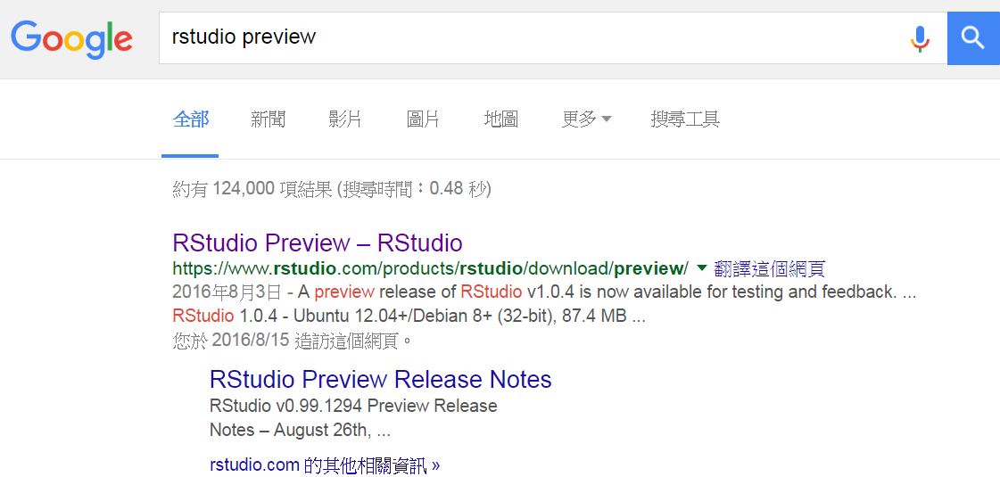 Google rstudio preview
全部 新聞 影片 圖片 地圖 更多 搜尋工具
約有 124,000 項結果 (搜尋時間：0.48 秒)
RStudio Preview – RStudio
https://www.rstudio.com/products/rstudio/download/preview/ 翻譯這個網頁
2016年8月3日 - A preview release of RStudio v1.0.4 is now available for testing and feedback. ...
RStudio 1.0.4 - Ubuntu 12.04+/Debian 8+ (32-bit), 87.4 MB ...
您於 2016/8/15 造訪這個網頁。
RStudio Preview Release Notes
RStudio v0.99.1294 Preview Release
Notes – August 26th, ...
rstudio.com 的其他相關資訊 »